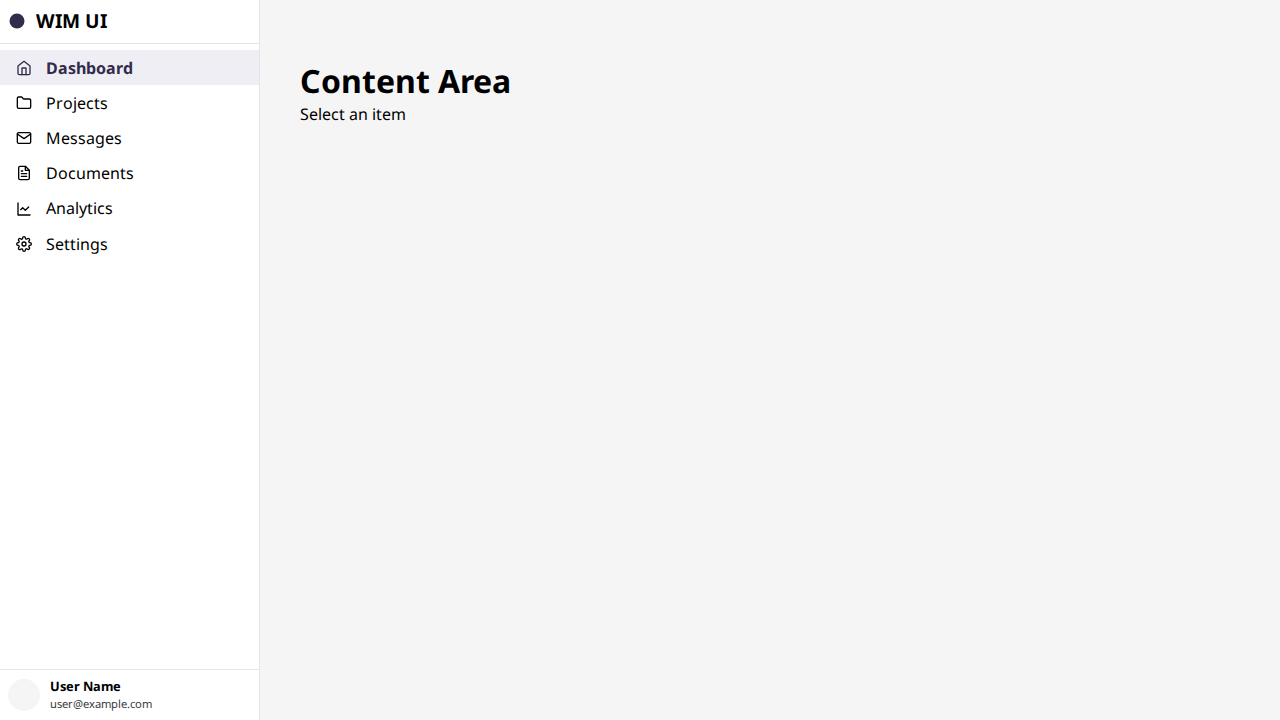 WIM UI
Dashboard
Projects
Messages
Documents
Analytics
Settings
Content Area
Select an item
User Name
user@example.com